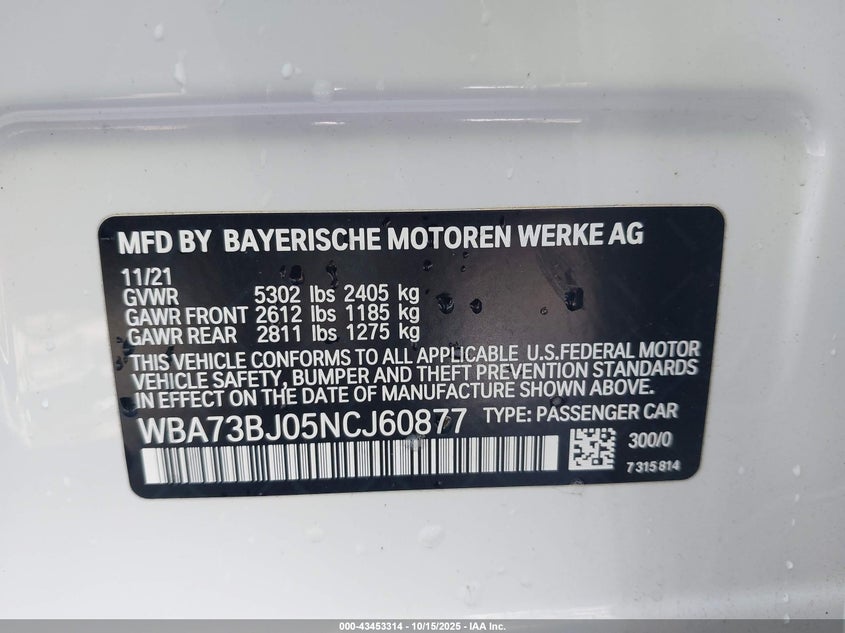 MFD BY BAYERISCHE MOTOREN WERKE AG
11/21
GVWR 5302 lbs 2405 kg
GAWR FRONT 2612 lbs 1185 kg
GAWR REAR 2811 lbs 1275 kg
THIS VEHICLE CONFORMS TO ALL APPLICABLE U.S.FEDERAL MOTOR
VEHICLE SAFETY, BUMPER AND THEFT PREVENTION STANDARDS
IN EFFECT ON THE DATE OF MANUFACTURE SHOWN ABOVE.
WBA73BJ05NCJ60877 TYPE: PASSENGER CAR
300/0
7 315 814
000-43453314 - 10/15/2025 - IAA Inc.